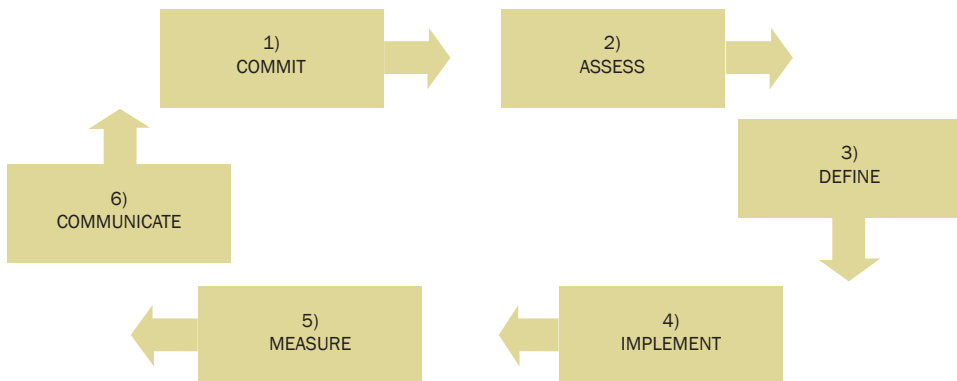 1)
COMMIT
2)
ASSESS
3)
DEFINE
4)
IMPLEMENT
5)
MEASURE
6)
COMMUNICATE